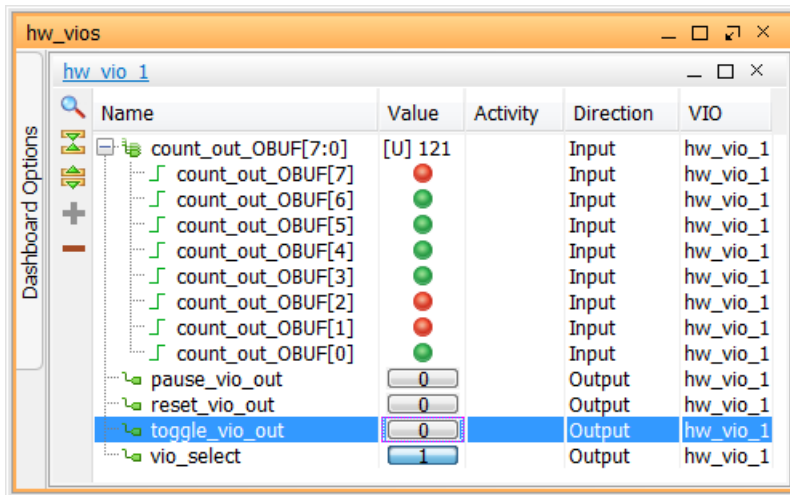 hw_vios
hw_vio_1
Dashboard Options
Name Value Activity Direction VIO
count_out_OBUF[7:0] [U] 121 Input hw_vio_1
count_out_OBUF[7] Input hw_vio_1
count_out_OBUF[6] Input hw_vio_1
count_out_OBUF[5] Input hw_vio_1
count_out_OBUF[4] Input hw_vio_1
count_out_OBUF[3] Input hw_vio_1
count_out_OBUF[2] Input hw_vio_1
count_out_OBUF[1] Input hw_vio_1
count_out_OBUF[0] Input hw_vio_1
pause_vio_out 0 Output hw_vio_1
reset_vio_out 0 Output hw_vio_1
toggle_vio_out 0 Output hw_vio_1
vio_select 1 Output hw_vio_1